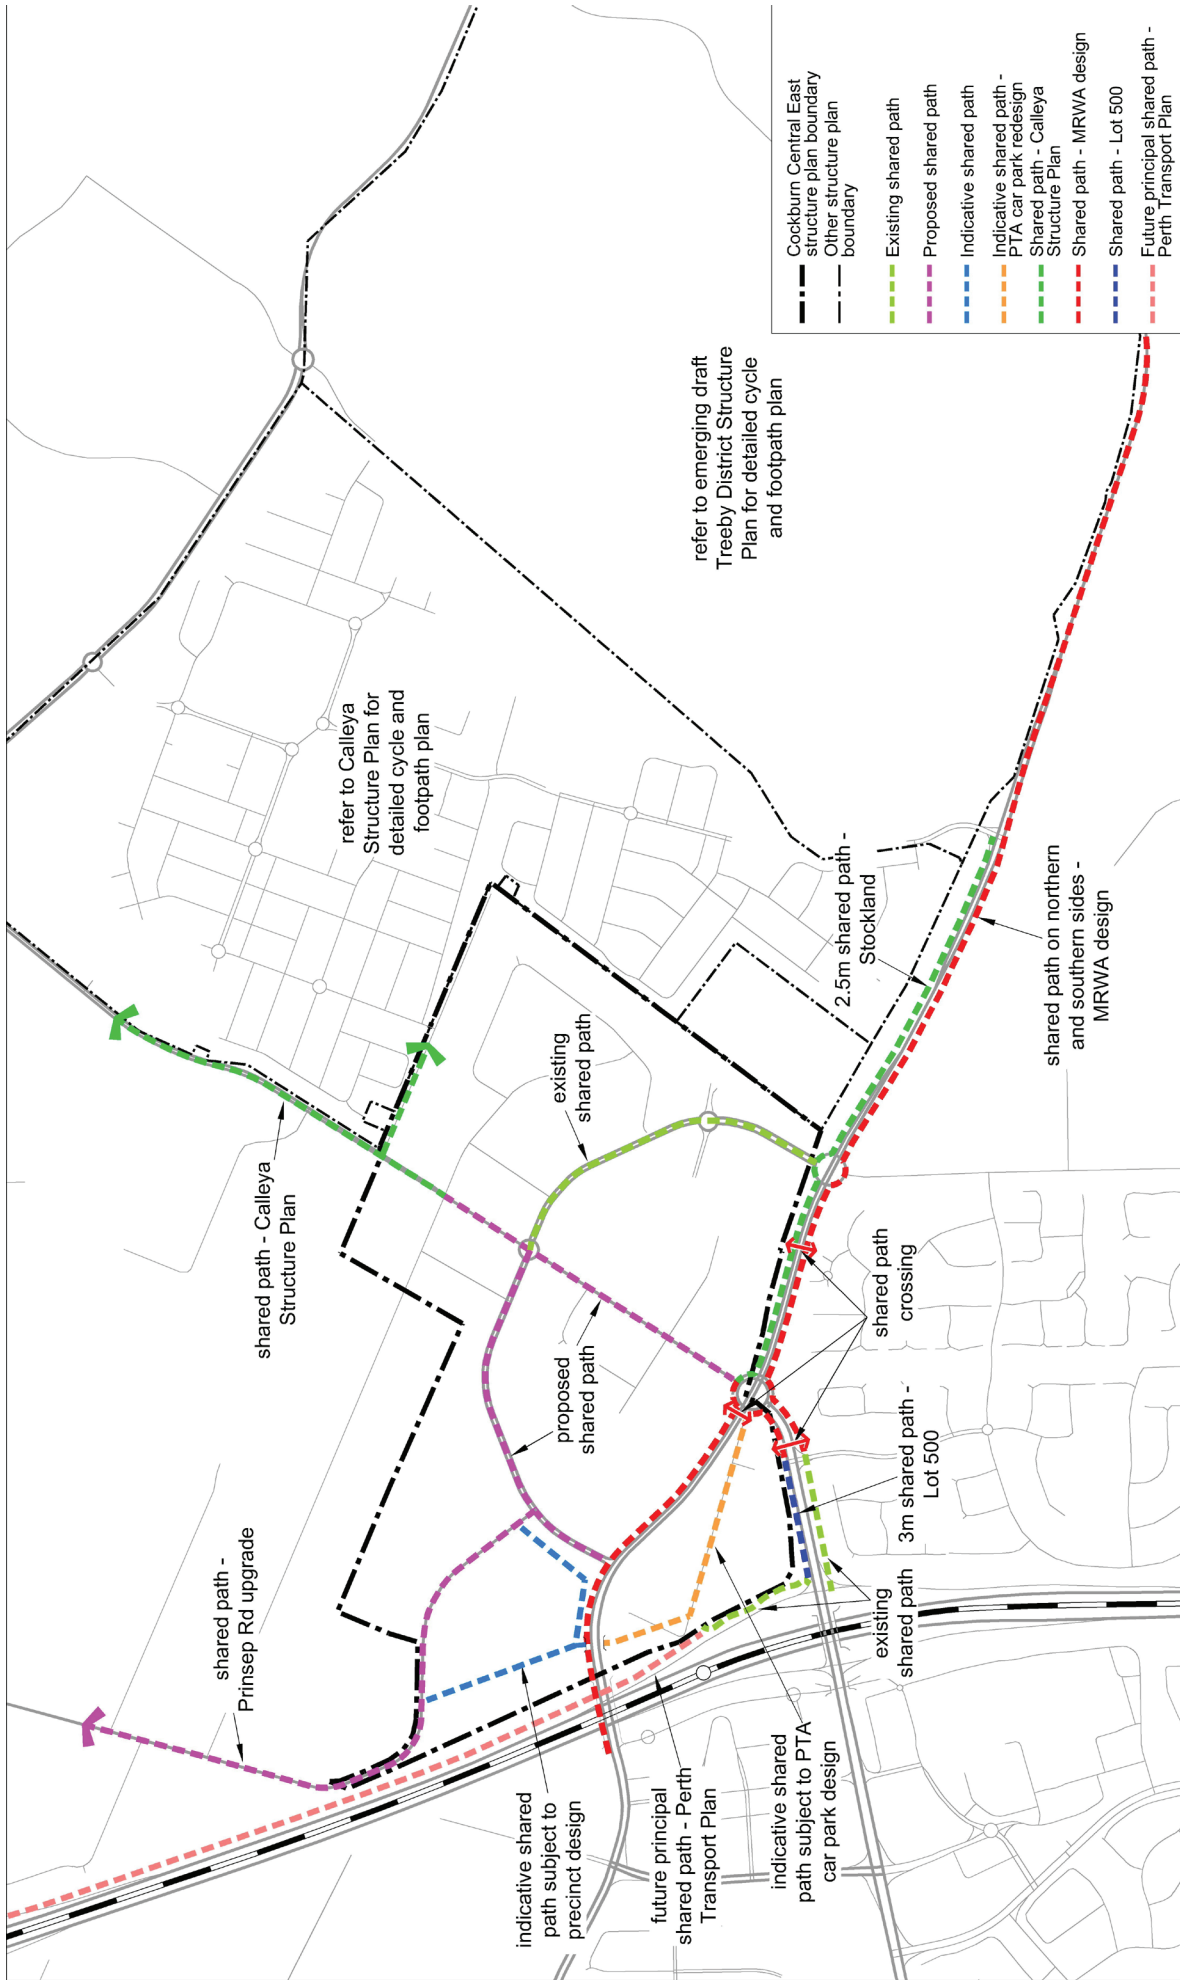 shared path -
Prinsep Rd upgrade
shared path - Calleya
Structure Plan
refer to Calleya
Structure Plan for
detailed cycle and
footpath plan
indicative shared
path subject to
precinct design
proposed
shared path
existing
shared path
refer to emerging draft
Treeby District Structure
Plan for detailed cycle
and footpath plan
future principal
shared path - Perth
Transport Plan
indicative shared
path subject to PTA
car park design
existing
shared path
3m shared path -
Lot 500
shared path
crossing
2.5m shared path -
Stockland
shared path on northern
and southern sides -
MRWA design
Cockburn Central East
structure plan boundary
Other structure plan
boundary
Existing shared path
Proposed shared path
Indicative shared path
Indicative shared path -
PTA car park redesign
Shared path - Calleya
Structure Plan
Shared path - MRWA design
Shared path - Lot 500
Future principal shared path -
Perth Transport Plan